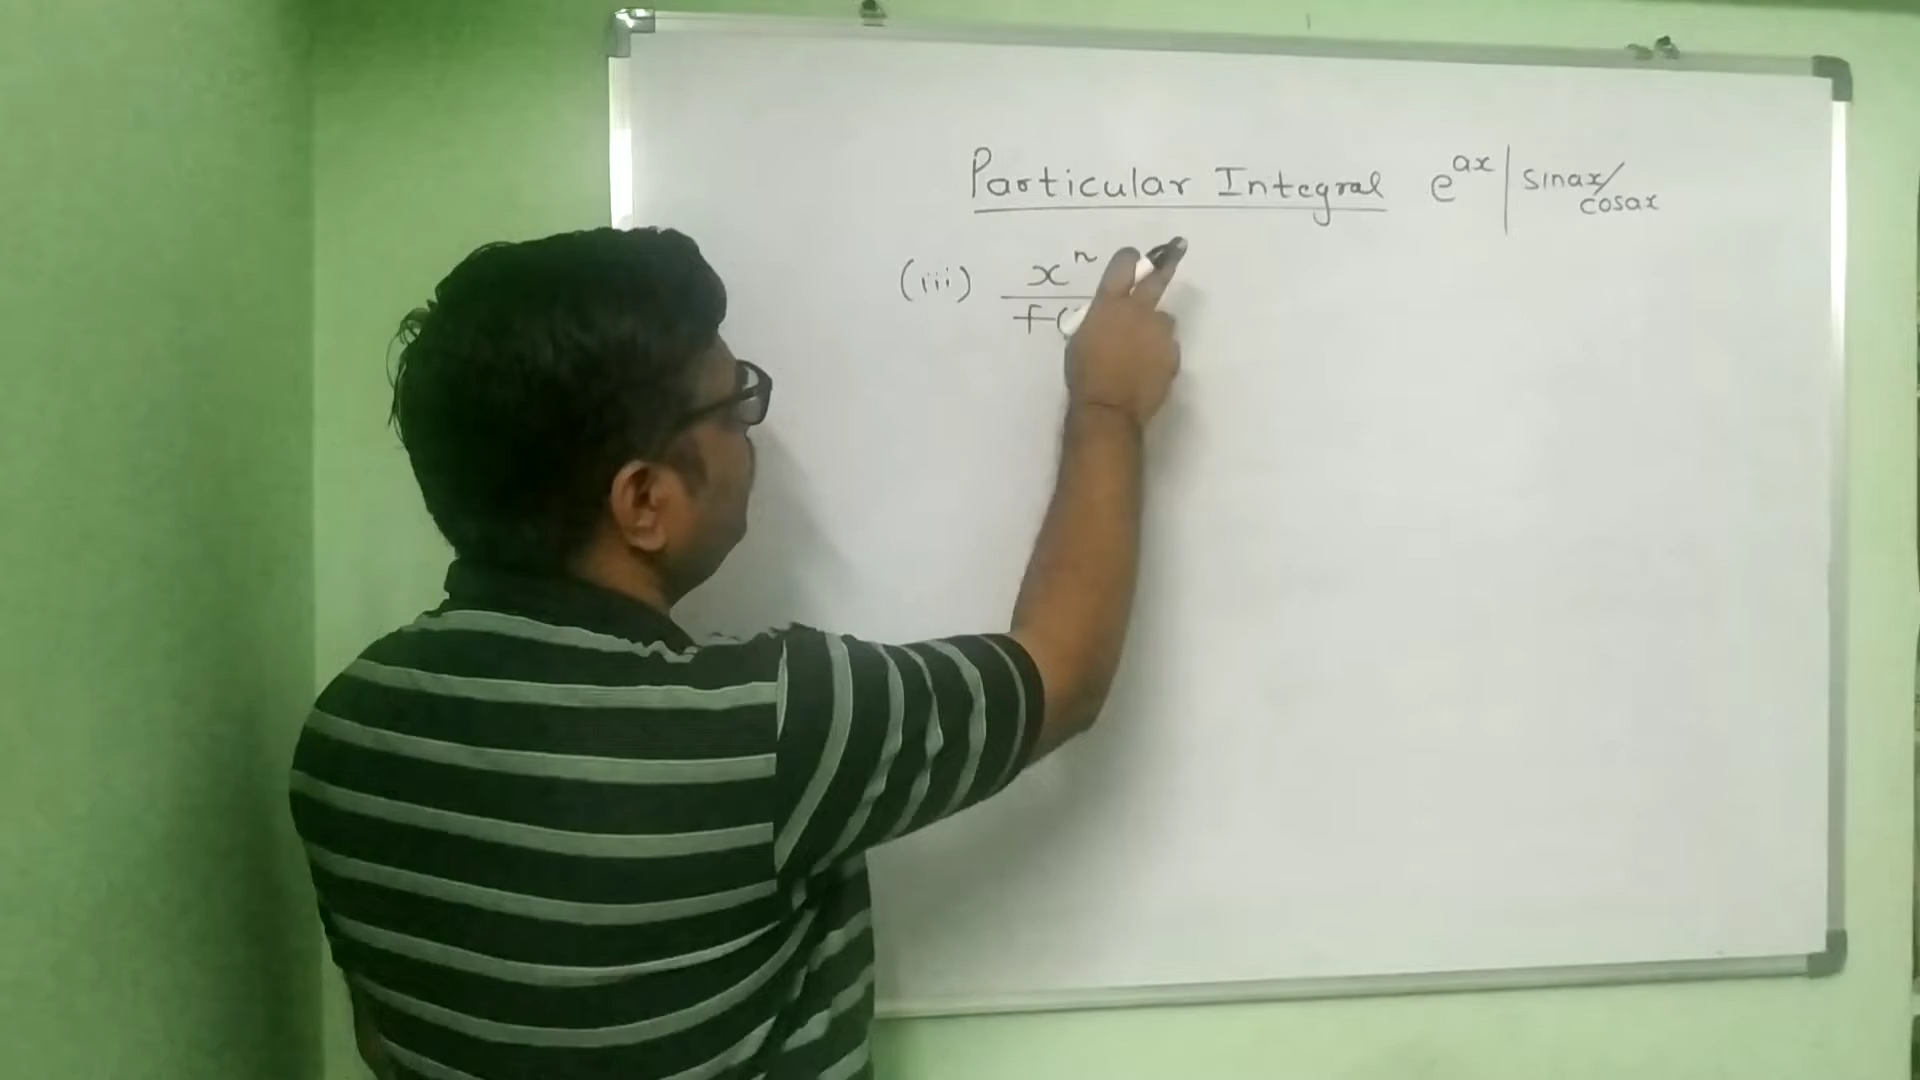 Particular Integral e^ax | sinax/cosax
(iii) x^n
f(